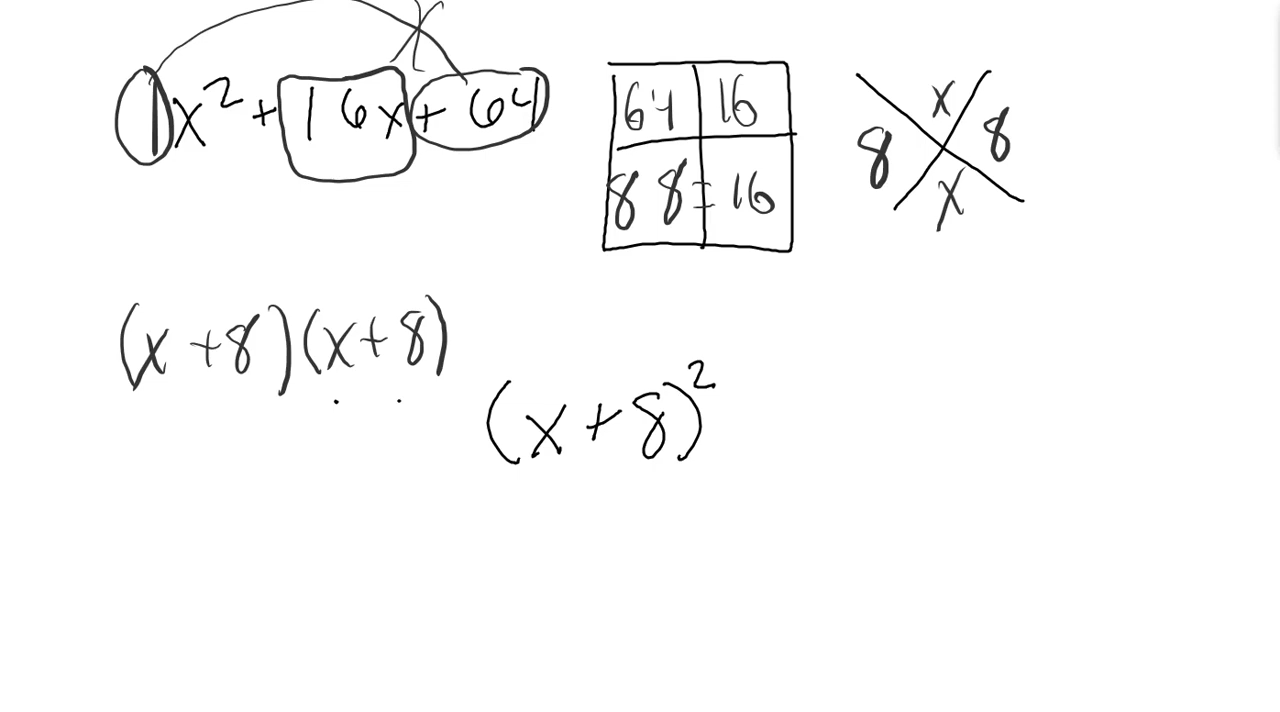 1x² + 16x + 64
64 16
8 8 = 16
x
8 8
x
(x + 8)(x + 8)
(x + 8)²